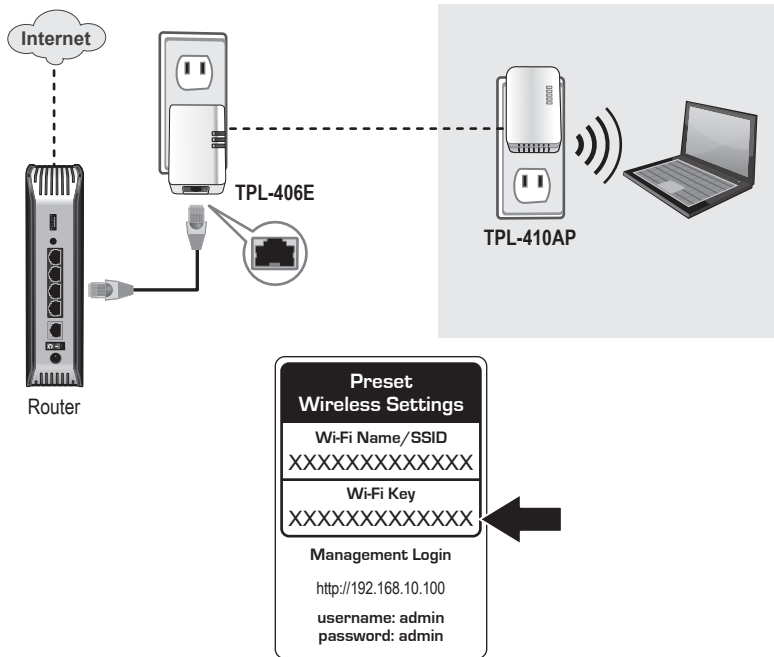 Internet
TPL-406E
TPL-410AP
Router
Preset
Wireless Settings
Wi-Fi Name/SSID
XXXXXXXXXXXXX
Wi-Fi Key
XXXXXXXXXXXXX
Management Login
http://192.168.10.100
username: admin
password: admin